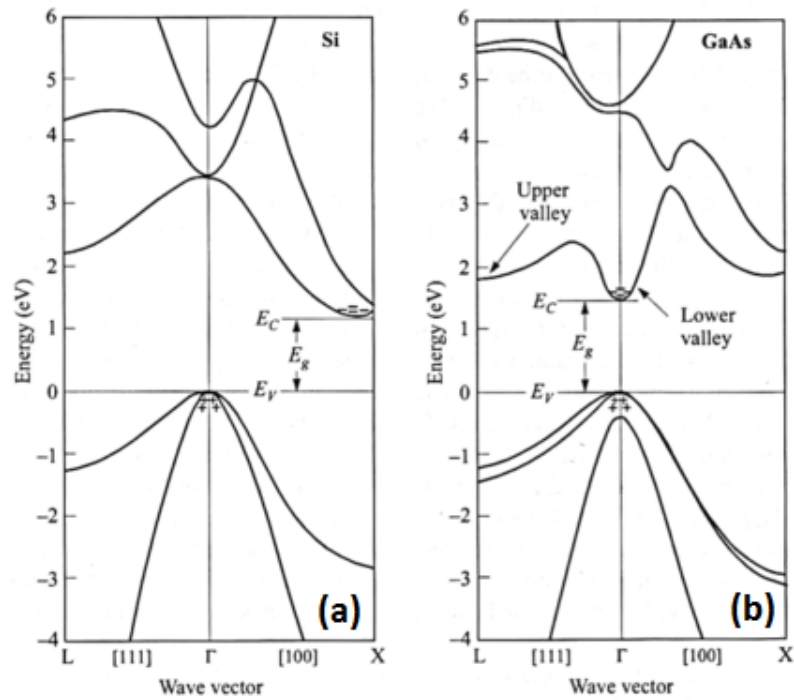 Si
6
5
4
3
2
1
0
−1
−2
−3
−4
Energy (eV)
E_C
E_g
E_V
(a)
L [111] Γ [100] X
Wave vector
GaAs
6
5
4
3
2
1
0
−1
−2
−3
−4
Energy (eV)
Upper
valley
E_C
Lower
valley
E_g
E_V
(b)
L [111] Γ [100] X
Wave vector